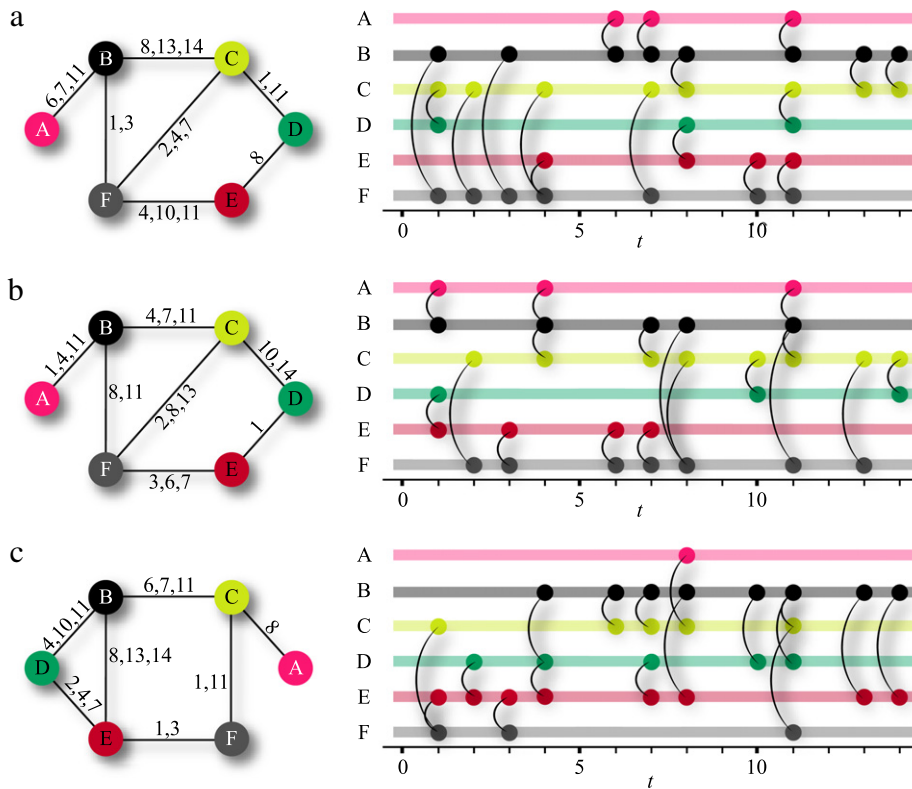 a
B
8,13,14
C
6,7,11
1,11
A
1,3
2,4,7
D
8
F
4,10,11
E
A
B
C
D
E
F
0
5
10
t
b
B
4,7,11
C
1,4,11
10,14
A
8,11
2,8,13
D
1
F
3,6,7
E
A
B
C
D
E
F
0
5
10
t
c
B
6,7,11
C
4,10,11
8
D
8,13,14
1,11
A
2,4,7
E
1,3
F
A
B
C
D
E
F
0
5
10
t